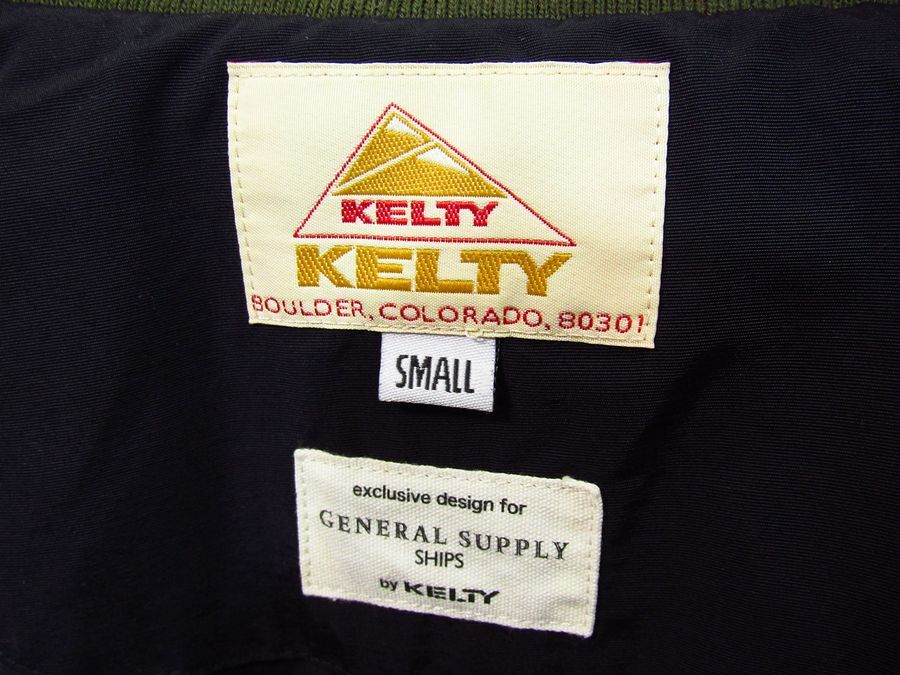 KELTY
KELTY
BOULDER, COLORADO, 80301
SMALL
exclusive design for
GENERAL SUPPLY
SHIPS
by KELTY